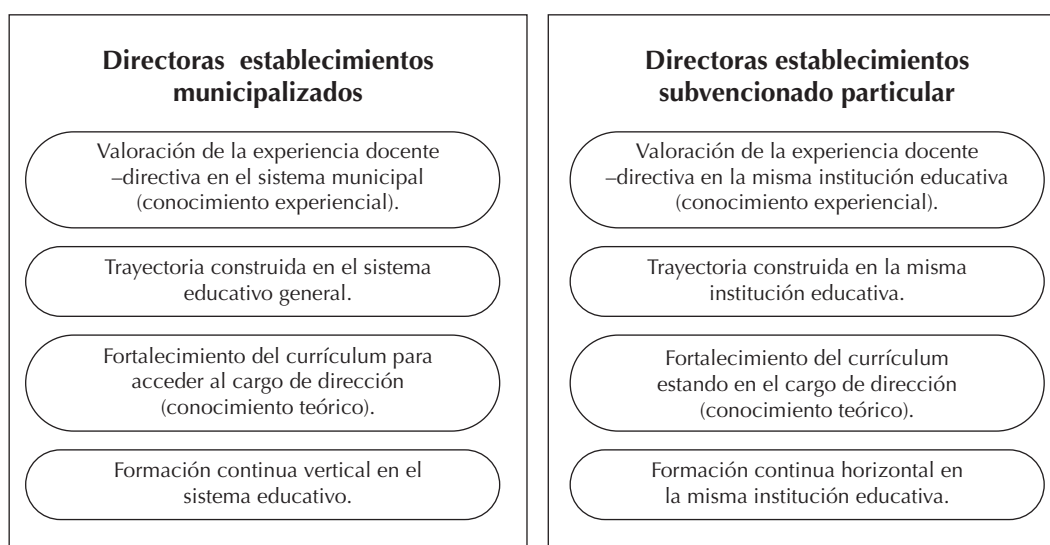 Directoras establecimientos
municipalizados
Valoración de la experiencia docente
–directiva en el sistema municipal
(conocimiento experiencial).
Trayectoria construida en el sistema
educativo general.
Fortalecimiento del currículum para
acceder al cargo de dirección
(conocimiento teórico).
Formación continua vertical en el
sistema educativo.
Directoras establecimientos
subvencionado particular
Valoración de la experiencia docente
–directiva en la misma institución educativa
(conocimiento experiencial).
Trayectoria construida en la misma
institución educativa.
Fortalecimiento del currículum
estando en el cargo de dirección
(conocimiento teórico).
Formación continua horizontal en
la misma institución educativa.